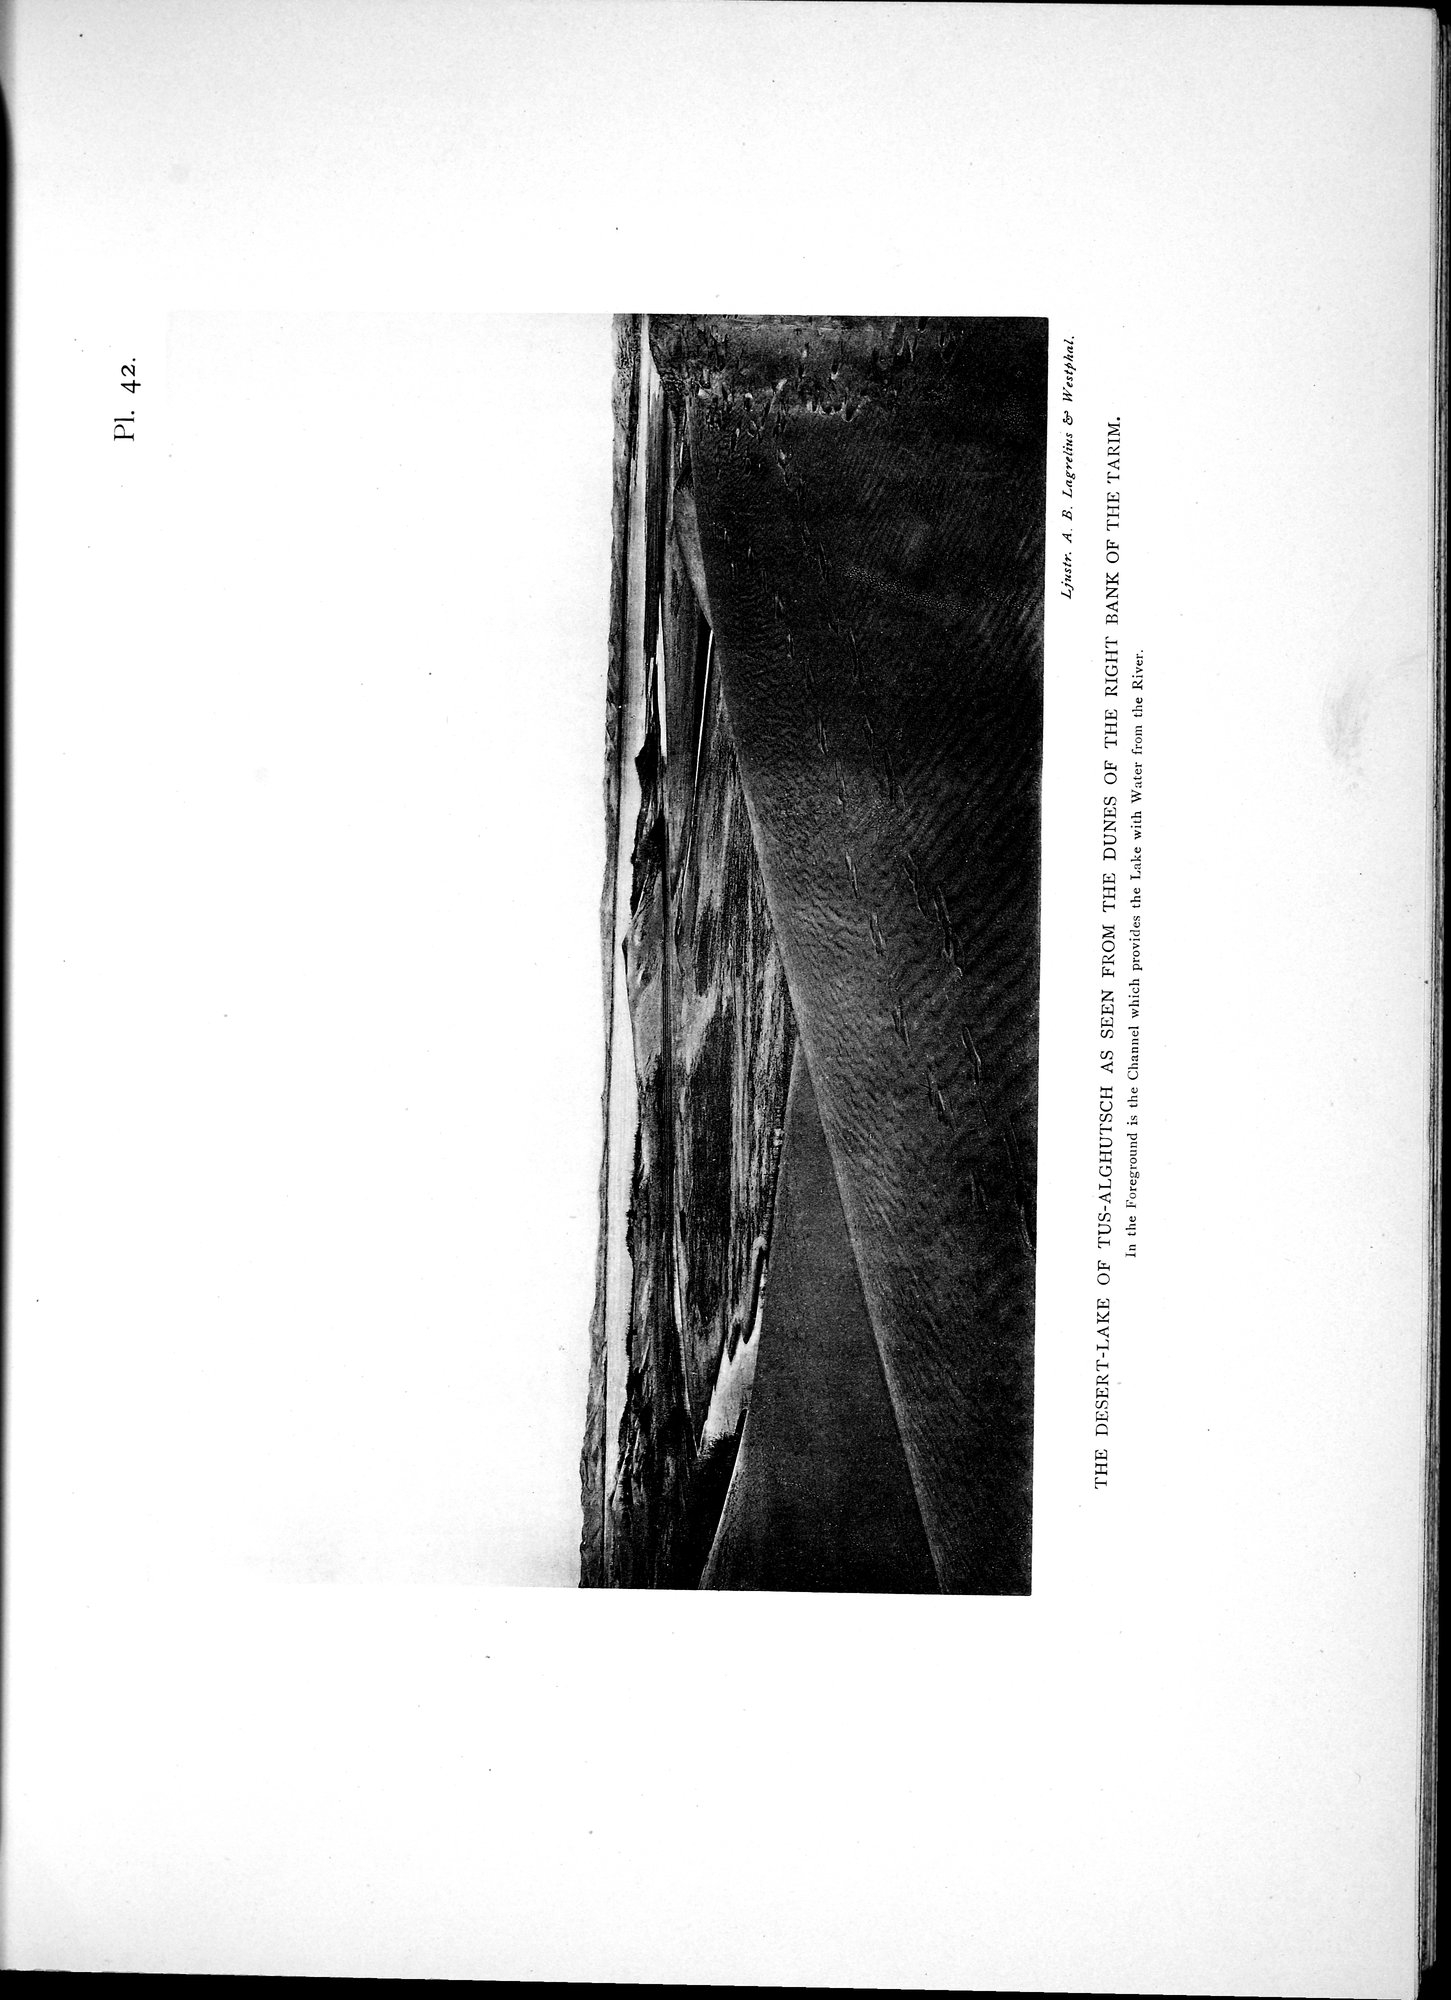 Pl. 42.
Ljustr. A. B. Lagrelius & Westphal.
THE DESERT-LAKE OF TUS-ALGHUTSCH AS SEEN FROM THE DUNES OF THE RIGHT BANK OF THE TARIM.
In the Foreground is the Channel which provides the Lake with Water from the River.